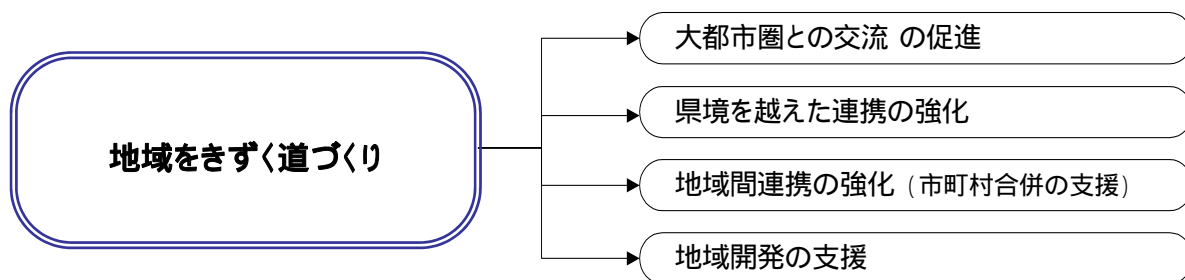 大都市圏との交流 の促進
県境を越えた連携の強化
地域をきずく道づくり
地域間連携の強化（市町村合併の支援）
地域開発の支援